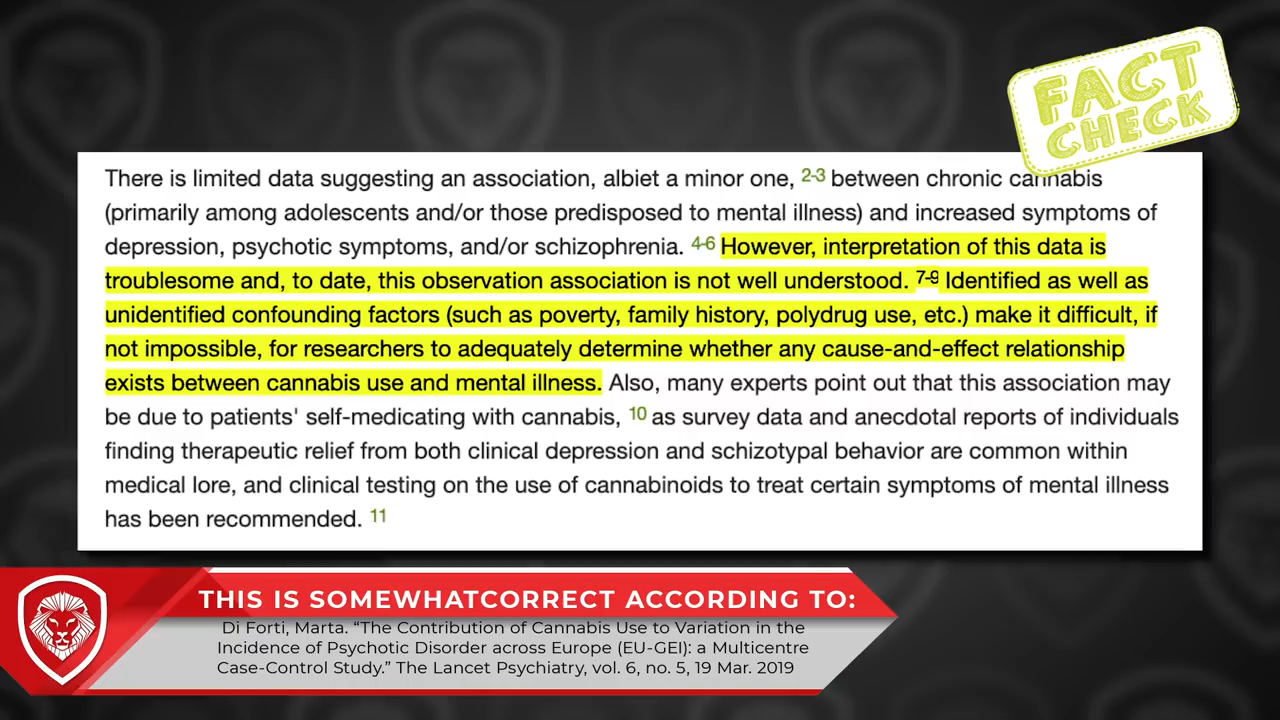 FACT
CHECK
There is limited data suggesting an association, albiet a minor one, 2-3 between chronic cannabis
(primarily among adolescents and/or those predisposed to mental illness) and increased symptoms of
depression, psychotic symptoms, and/or schizophrenia. 4-6 However, interpretation of this data is
troublesome and, to date, this observation association is not well understood. 7-9 Identified as well as
unidentified confounding factors (such as poverty, family history, polydrug use, etc.) make it difficult, if
not impossible, for researchers to adequately determine whether any cause-and-effect relationship
exists between cannabis use and mental illness. Also, many experts point out that this association may
be due to patients' self-medicating with cannabis, 10 as survey data and anecdotal reports of individuals
finding therapeutic relief from both clinical depression and schizotypal behavior are common within
medical lore, and clinical testing on the use of cannabinoids to treat certain symptoms of mental illness
has been recommended. 11
THIS IS SOMEWHATCORRECT ACCORDING TO:
Di Forti, Marta. “The Contribution of Cannabis Use to Variation in the
Incidence of Psychotic Disorder across Europe (EU-GEI): a Multicentre
Case-Control Study.” The Lancet Psychiatry, vol. 6, no. 5, 19 Mar. 2019